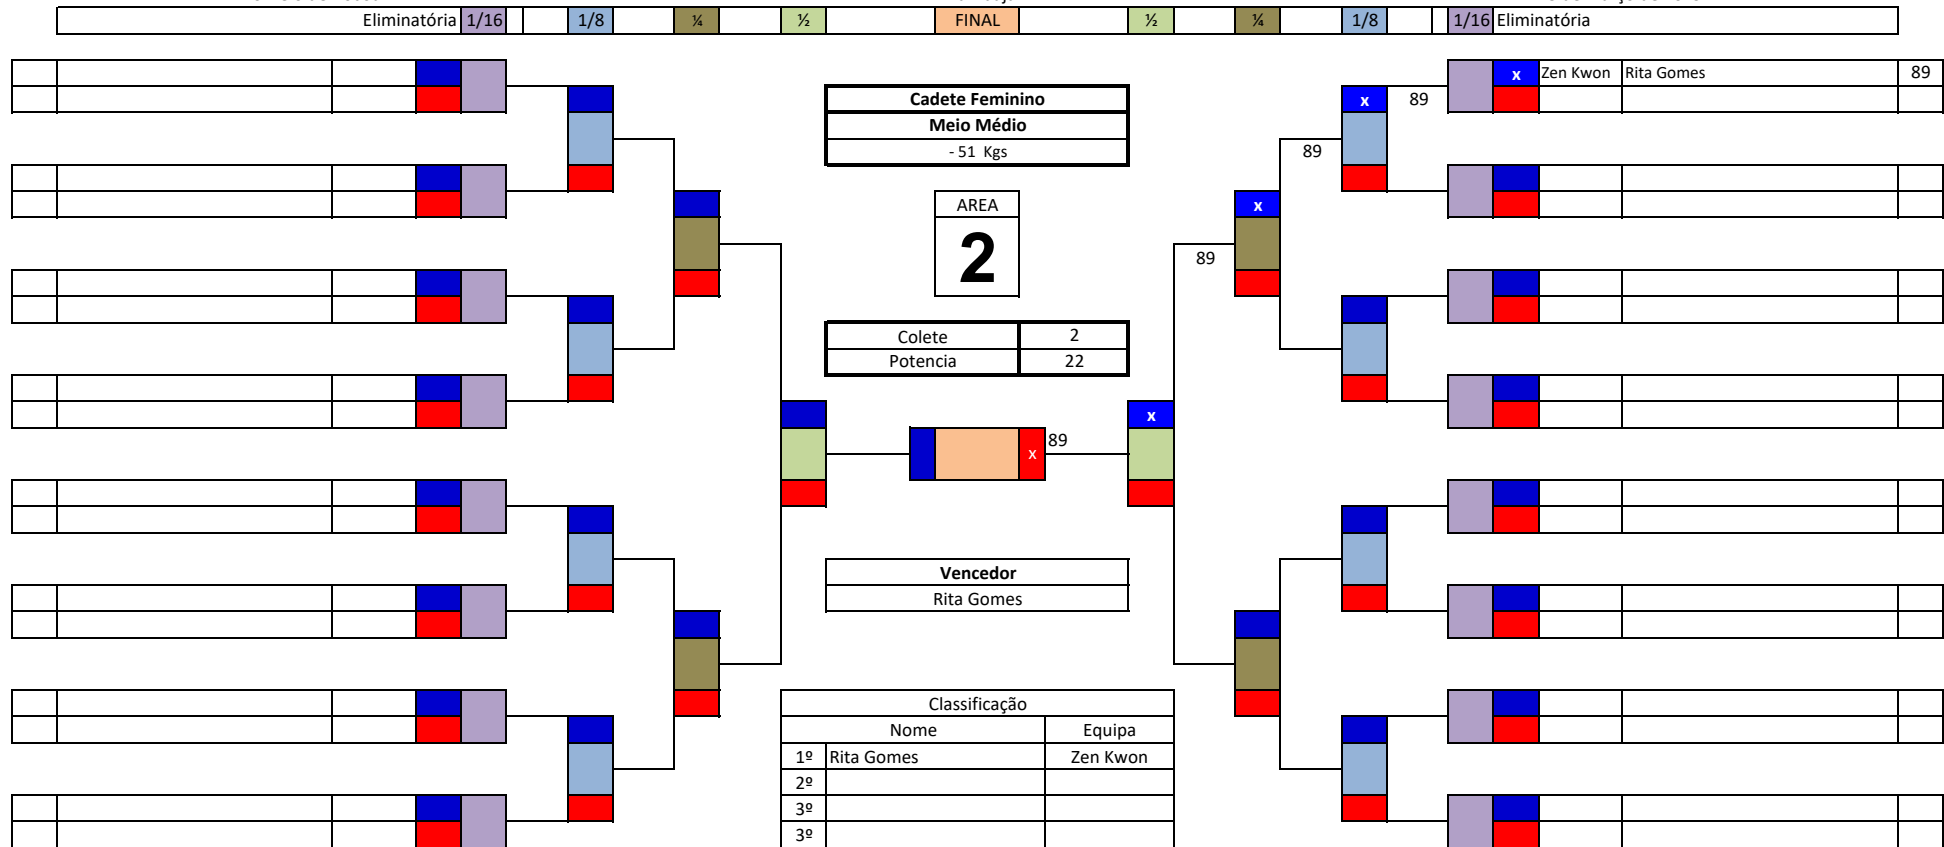 Eliminatória 1/16 1/8 ¼ ½ FINAL ½ ¼ 1/8 1/16 Eliminatória
x Zen Kwon Rita Gomes 89
Cadete Feminino
x 89
Meio Médio
- 51 Kgs
89
AREA
x
2
89
Colete 2
Potencia 22
x
89
x
Vencedor
Rita Gomes
Classificação
Nome Equipa
1º Rita Gomes Zen Kwon
2º
3º
3º